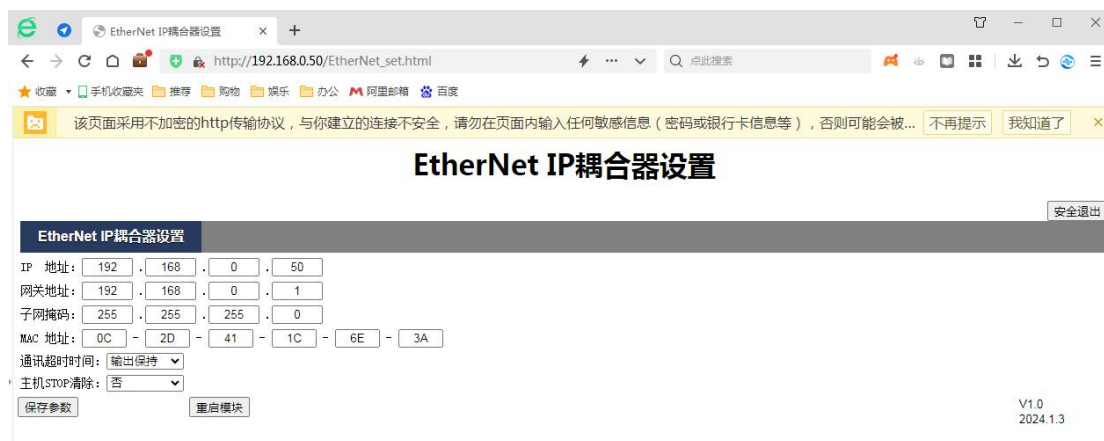 EtherNet IP耦合器设置
http://192.168.0.50/EtherNet_set.html
点此搜索
收藏 手机收藏夹 推荐 购物 娱乐 办公 阿里邮箱 百度
该页面采用不加密的http传输协议，与你建立的连接不安全，请勿在页面内输入任何敏感信息（密码或银行卡信息等），否则可能会被... 不再提示 我知道了
EtherNet IP耦合器设置
安全退出
EtherNet IP耦合器设置
IP 地址: 192 . 168 . 0 . 50
网关地址: 192 . 168 . 0 . 1
子网掩码: 255 . 255 . 255 . 0
MAC 地址: 0C - 2D - 41 - 1C - 6E - 3A
通讯超时时间: 输出保持
主机STOP清除: 否
保存参数 重启模块
V1.0
2024.1.3